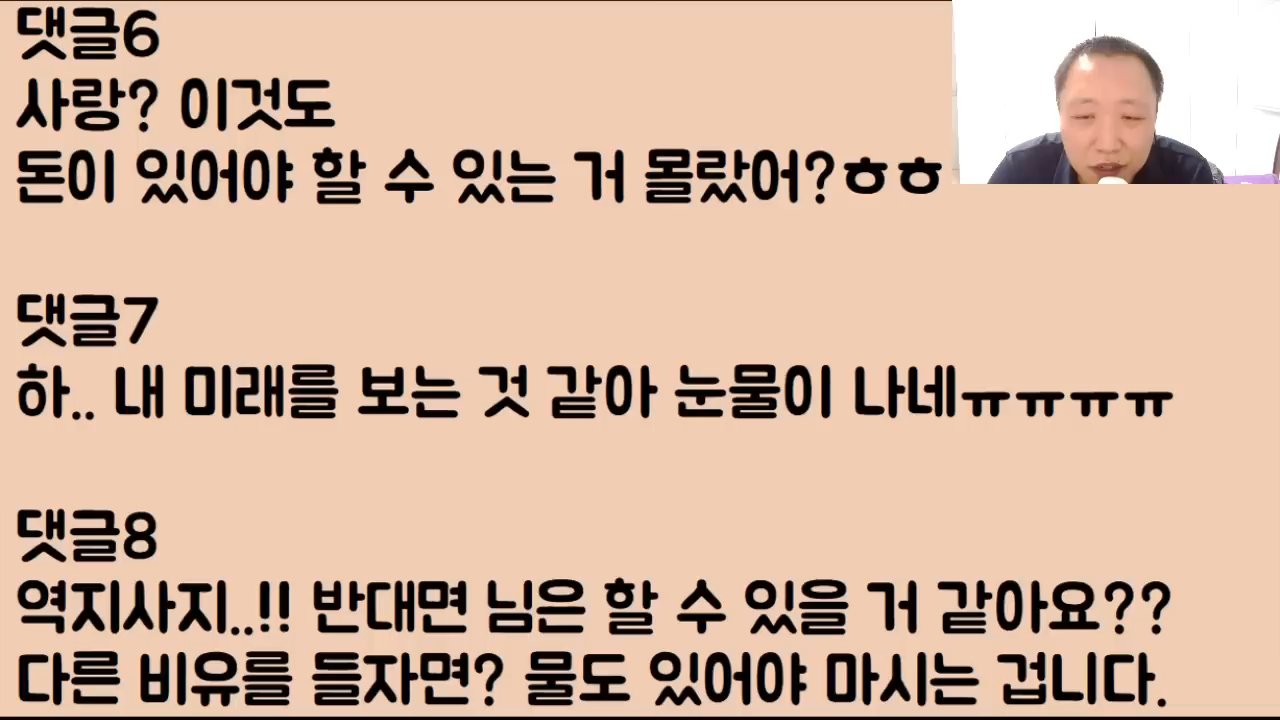 댓글6
사랑? 이것도
돈이 있어야 할 수 있는 거 몰랐어?ㅎㅎ
댓글7
하.. 내 미래를 보는 것 같아 눈물이 나네ㅠㅠㅠㅠ
댓글8
역지사지..!! 반대면 님은 할 수 있을 거 같아요??
다른 비유를 들자면? 물도 있어야 마시는 겁니다.